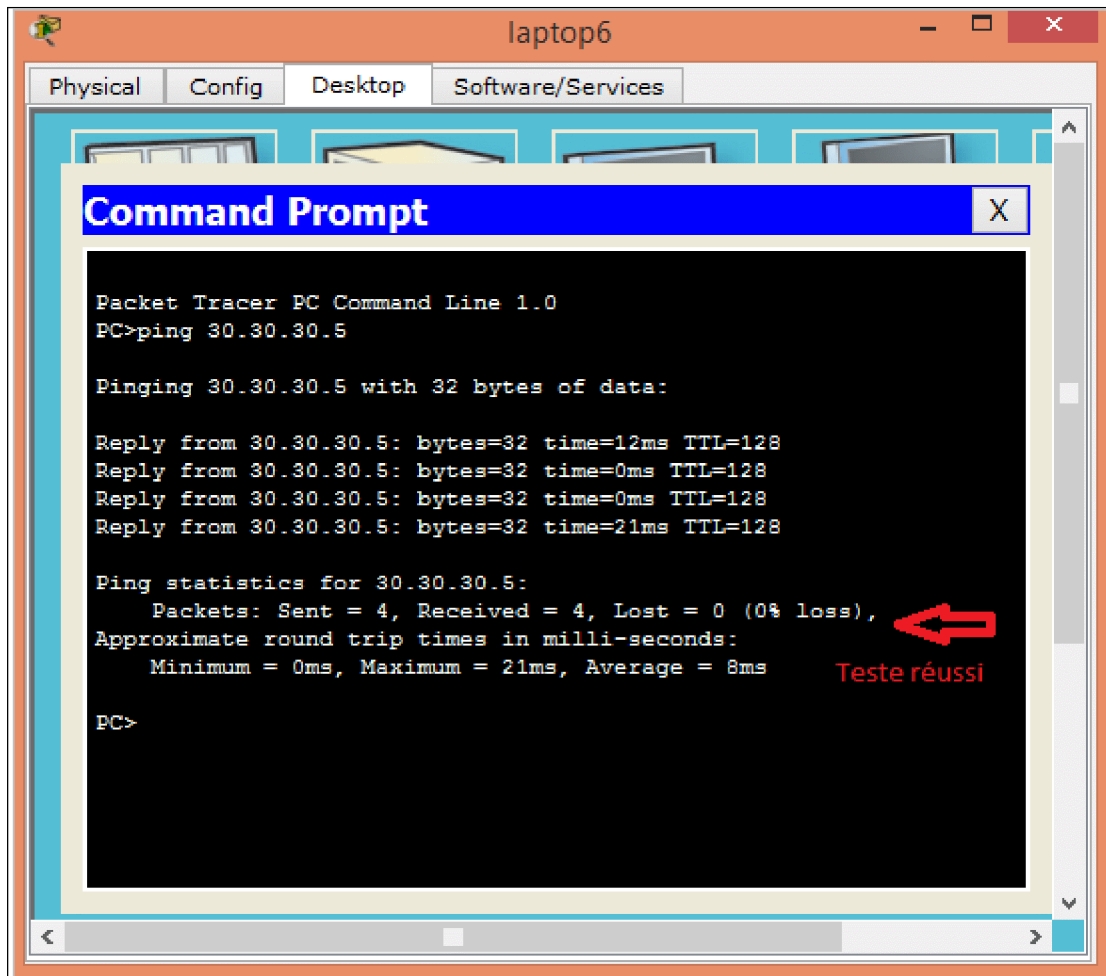 laptop6
Physical Config Desktop Software/Services
Command Prompt X
Packet Tracer PC Command Line 1.0
PC>ping 30.30.30.5
Pinging 30.30.30.5 with 32 bytes of data:
Reply from 30.30.30.5: bytes=32 time=12ms TTL=128
Reply from 30.30.30.5: bytes=32 time=0ms TTL=128
Reply from 30.30.30.5: bytes=32 time=0ms TTL=128
Reply from 30.30.30.5: bytes=32 time=21ms TTL=128
Ping statistics for 30.30.30.5:
Packets: Sent = 4, Received = 4, Lost = 0 (0% loss),
Approximate round trip times in milli-seconds:
Minimum = 0ms, Maximum = 21ms, Average = 8ms
Teste réussi
PC>